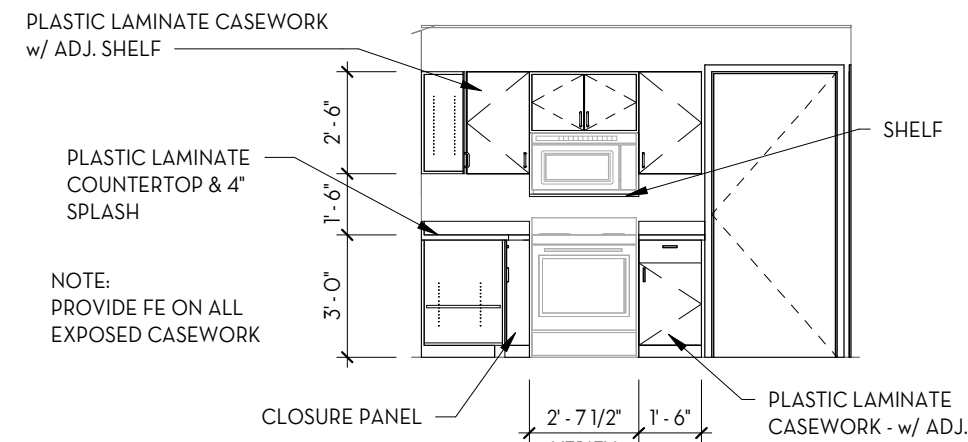 PLASTIC LAMINATE CASEWORK
w/ ADJ. SHELF
2' - 6"
SHELF
PLASTIC LAMINATE
COUNTERTOP & 4"
SPLASH
1' - 6"
NOTE:
PROVIDE FE ON ALL
EXPOSED CASEWORK
3' - 0"
CLOSURE PANEL
2' - 7 1/2"
1' - 6"
PLASTIC LAMINATE
CASEWORK - w/ ADJ.